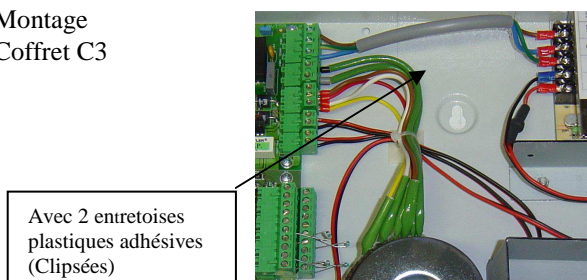 Montage
Coffret C3
Avec 2 entretoises
plastiques adhésives
(Clipsées)